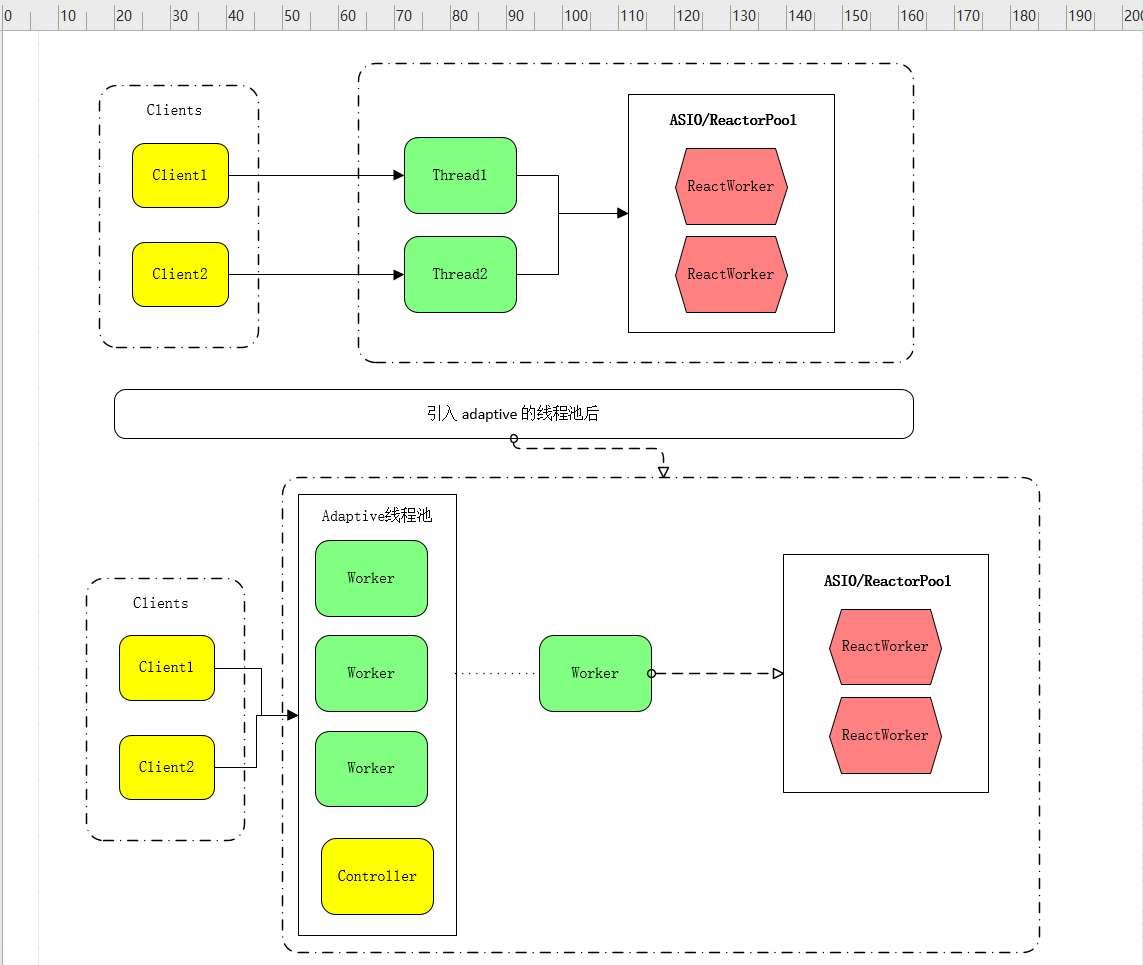 0 10 20 30 40 50 60 70 80 90 100 110 120 130 140 150 160 170 180 190 200
Clients
ASIO/ReactorPool
Client1
Thread1
ReactWorker
Client2
Thread2
ReactWorker
引入 adaptive 的线程池后
Adaptive线程池
Worker
ASIO/ReactorPool
Clients
Client1
Worker
Worker
ReactWorker
Client2
Worker
ReactWorker
Controller